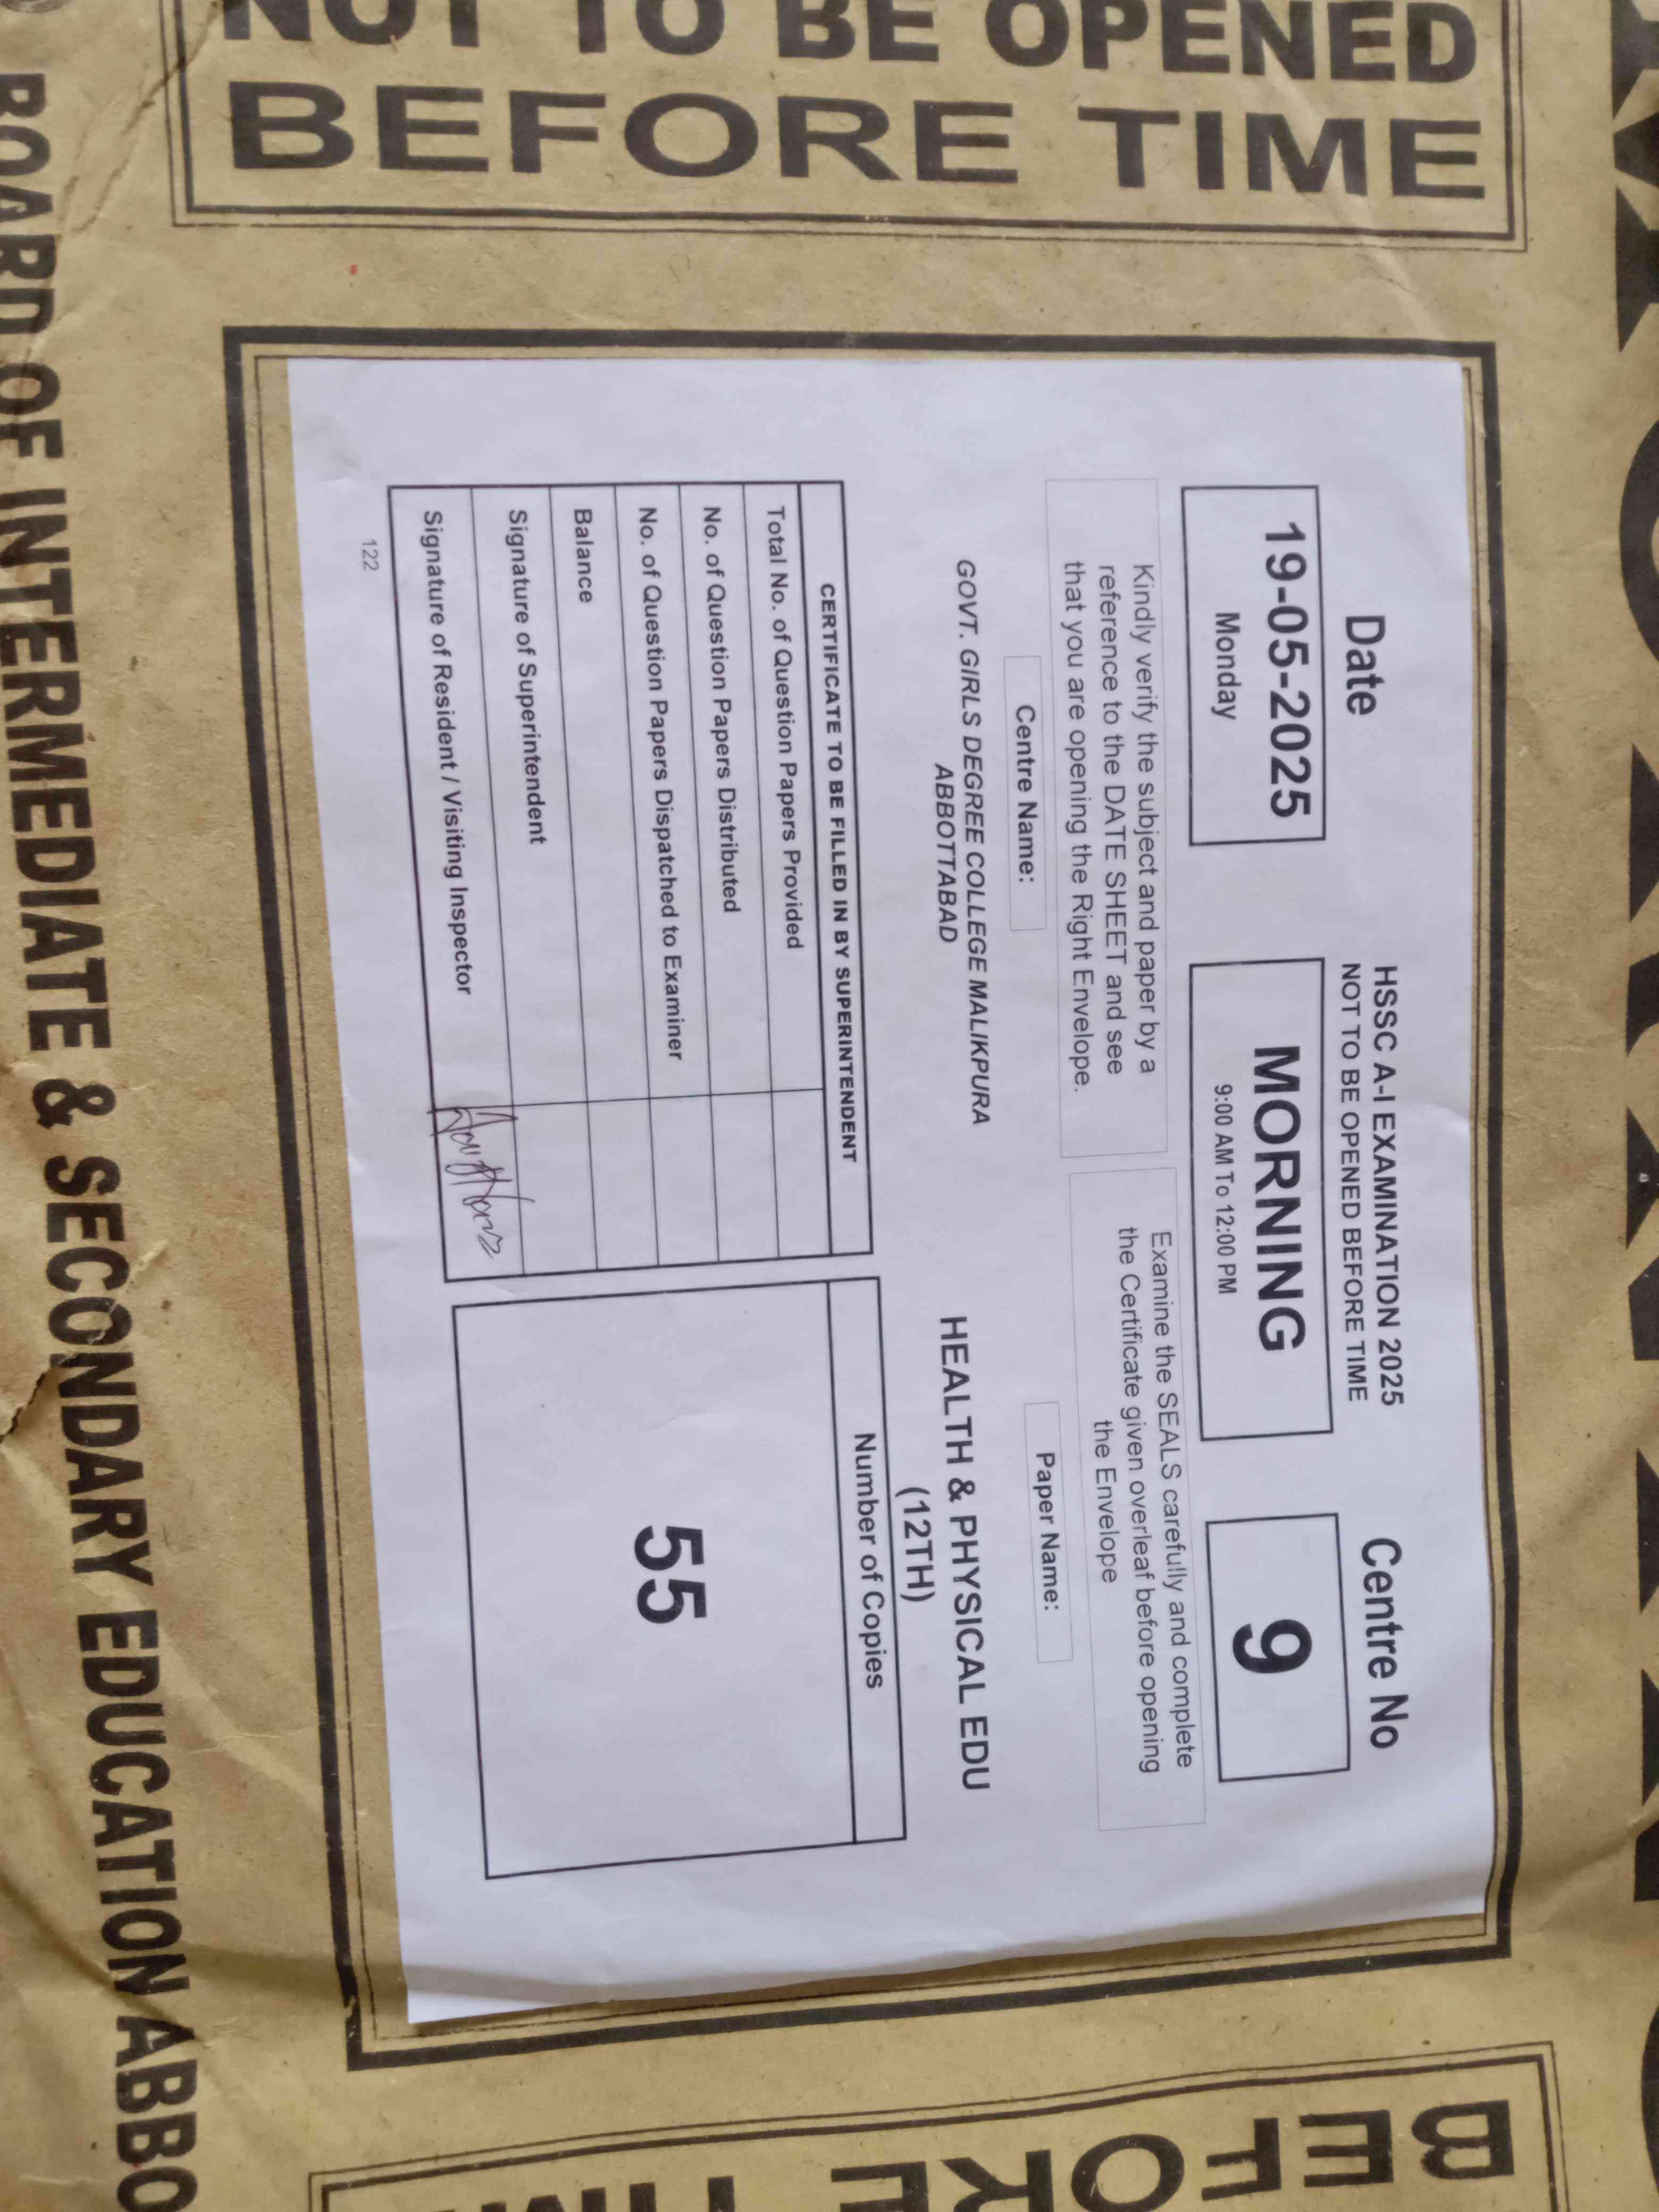 NOT TO BE OPENED
BEFORE TIME
Date
19-05-2025
Monday
HSSC A-I EXAMINATION 2025
NOT TO BE OPENED BEFORE TIME
MORNING
9:00 AM To 12:00 PM
Centre No
9
Kindly verify the subject and paper by a
reference to the DATE SHEET and see
that you are opening the Right Envelope.
Examine the SEALS carefully and complete
the Certificate given overleaf before opening
the Envelope
Centre Name:
GOVT. GIRLS DEGREE COLLEGE MALIKPURA
ABBOTTABAD
Paper Name:
HEALTH & PHYSICAL EDU
(12TH)
CERTIFICATE TO BE FILLED IN BY SUPERINTENDENT
Total No. of Question Papers Provided
No. of Question Papers Distributed
No. of Question Papers Dispatched to Examiner
Balance
Signature of Superintendent
Signature of Resident / Visiting Inspector
Number of Copies
55
122
BOARD OF INTERMEDIATE & SECONDARY EDUCATION ABBO